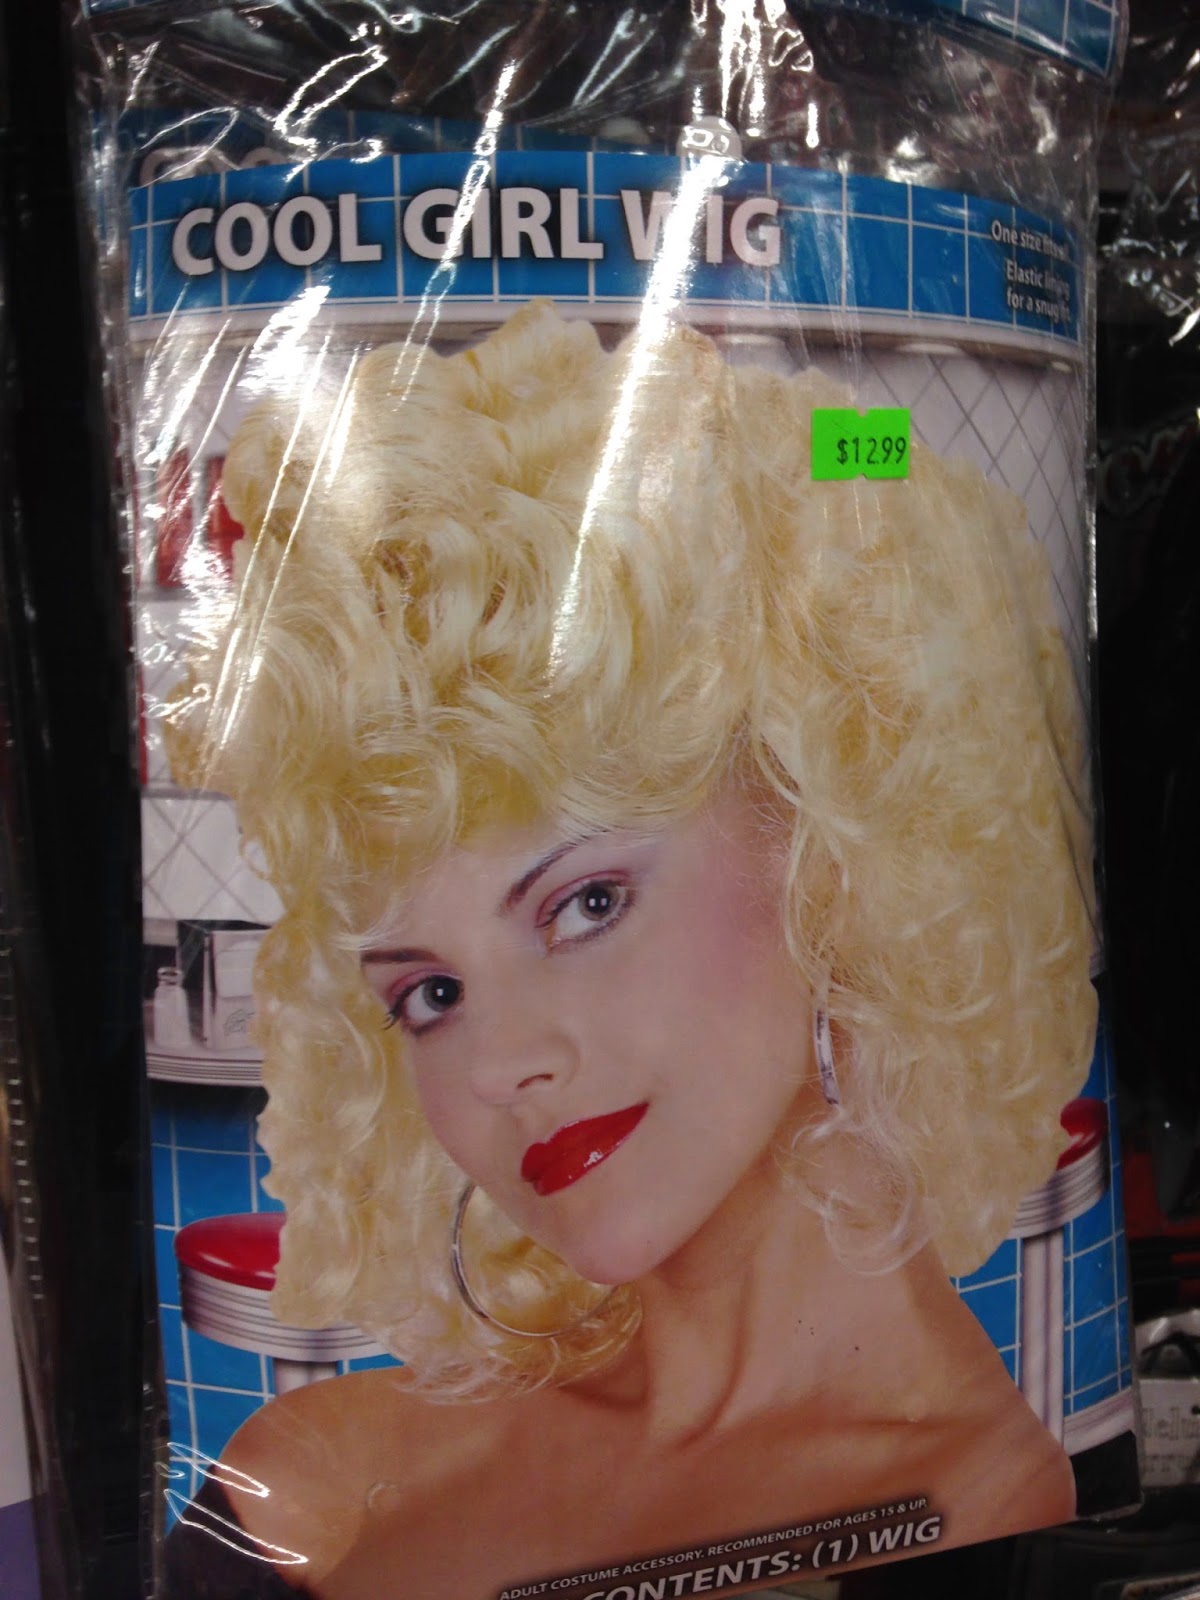 COOL GIRL WIG
One size fits
Elastic lining
for a snug fit.
$12.99
ADULT COSTUME ACCESSORY. RECOMMENDED FOR AGES 15 & UP.
CONTENTS: (1) WIG